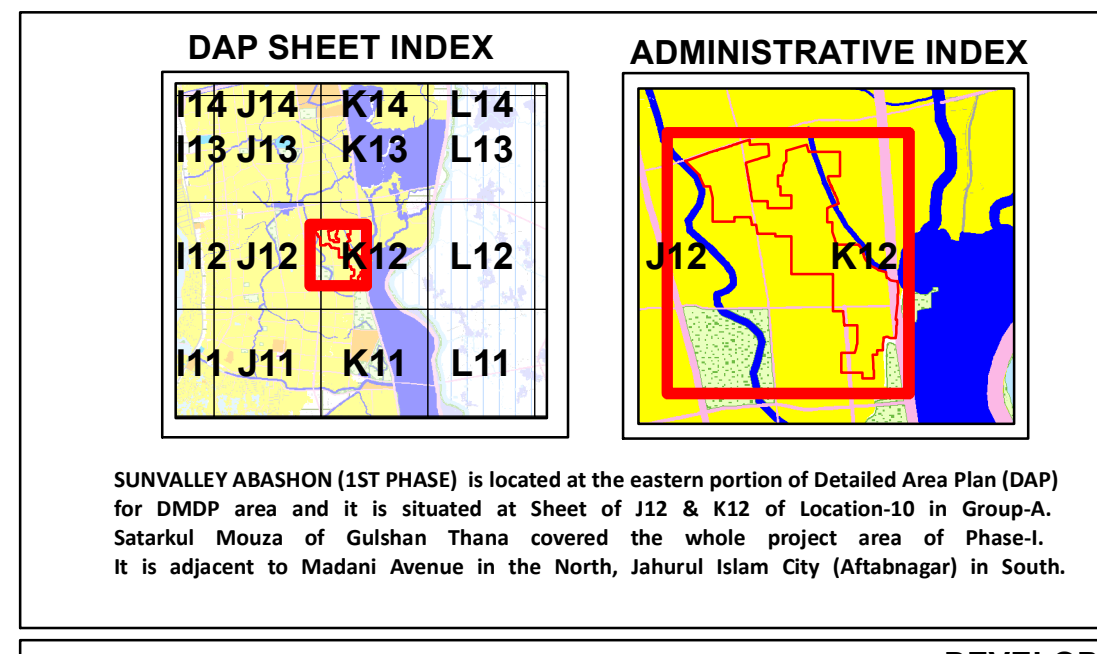 DAP SHEET INDEX
ADMINISTRATIVE INDEX
I14 J14 K14 L14
I13 J13 K13 L13
I12 J12 K12 L12
I11 J11 K11 L11
J12 K12
SUNVALLEY ABASHON (1ST PHASE) is located at the eastern portion of Detailed Area Plan (DAP)
for DMDP area and it is situated at Sheet of J12 & K12 of Location-10 in Group-A.
Satarkul Mouza of Gulshan Thana covered the whole project area of Phase-I.
It is adjacent to Madani Avenue in the North, Jahurul Islam City (Aftabnagar) in South.